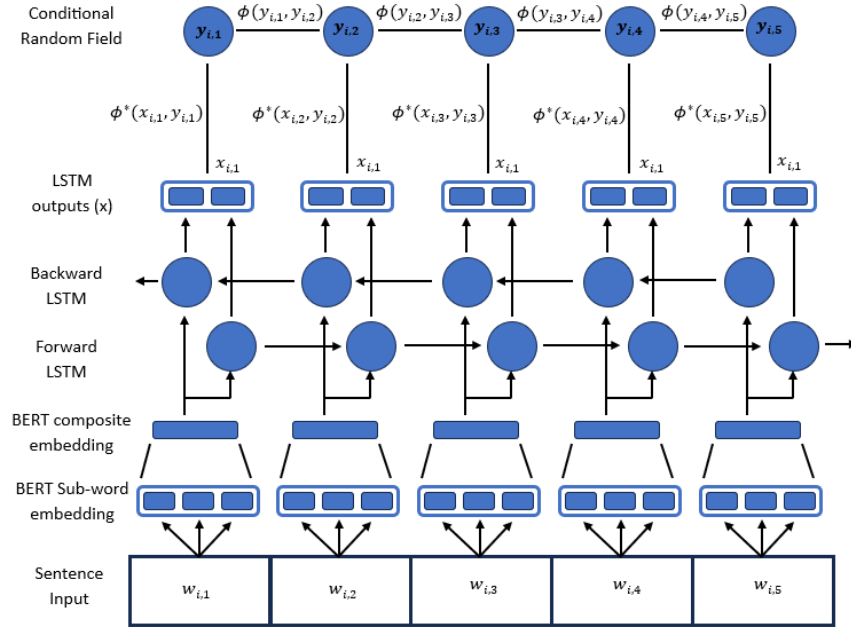 Conditional
Random Field
y_{i,1}
ϕ(y_{i,1}, y_{i,2})
y_{i,2}
ϕ(y_{i,2}, y_{i,3})
y_{i,3}
ϕ(y_{i,3}, y_{i,4})
y_{i,4}
ϕ(y_{i,4}, y_{i,5})
y_{i,5}
ϕ*(x_{i,1}, y_{i,1})
ϕ*(x_{i,2}, y_{i,2})
ϕ*(x_{i,3}, y_{i,3})
ϕ*(x_{i,4}, y_{i,4})
ϕ*(x_{i,5}, y_{i,5})
x_{i,1}
x_{i,1}
x_{i,1}
x_{i,1}
x_{i,1}
LSTM
outputs (x)
Backward
LSTM
Forward
LSTM
BERT composite
embedding
BERT Sub-word
embedding
Sentence
Input
w_{i,1}
w_{i,2}
w_{i,3}
w_{i,4}
w_{i,5}